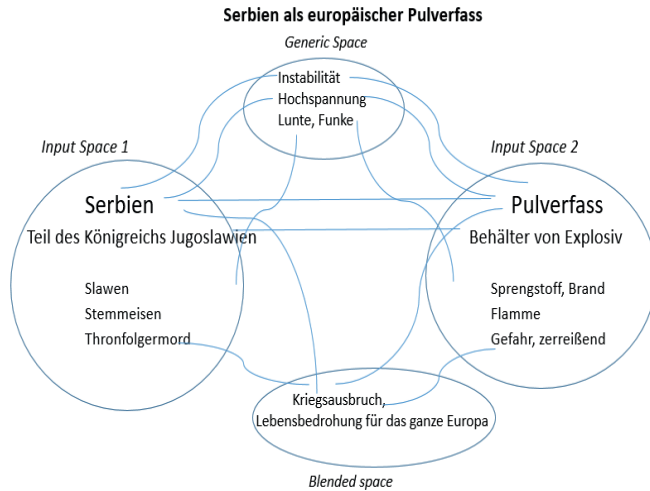 Serbien als europäischer Pulverfass
Generic Space
Instabilität
Hochspannung
Lunte, Funke
Input Space 1
Serbien
Teil des Königreichs Jugoslawien
Slawen
Stemmeisen
Thronfolgermord
Input Space 2
Pulverfass
Behälter von Explosiv
Sprengstoff, Brand
Flamme
Gefahr, zerreißend
Kriegsausbruch,
Lebensbedrohung für das ganze Europa
Blended space